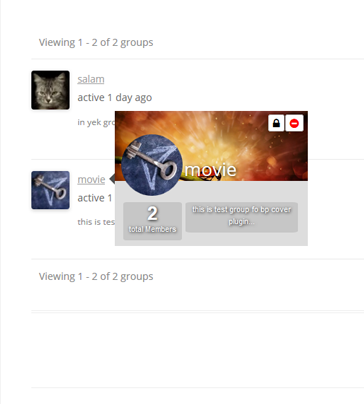 Viewing 1 - 2 of 2 groups
salam
active 1 day ago
in yek gro
movie
active 1
this is tes
movie
2
total Members
this is test group fo bp cover
plugin...
Viewing 1 - 2 of 2 groups